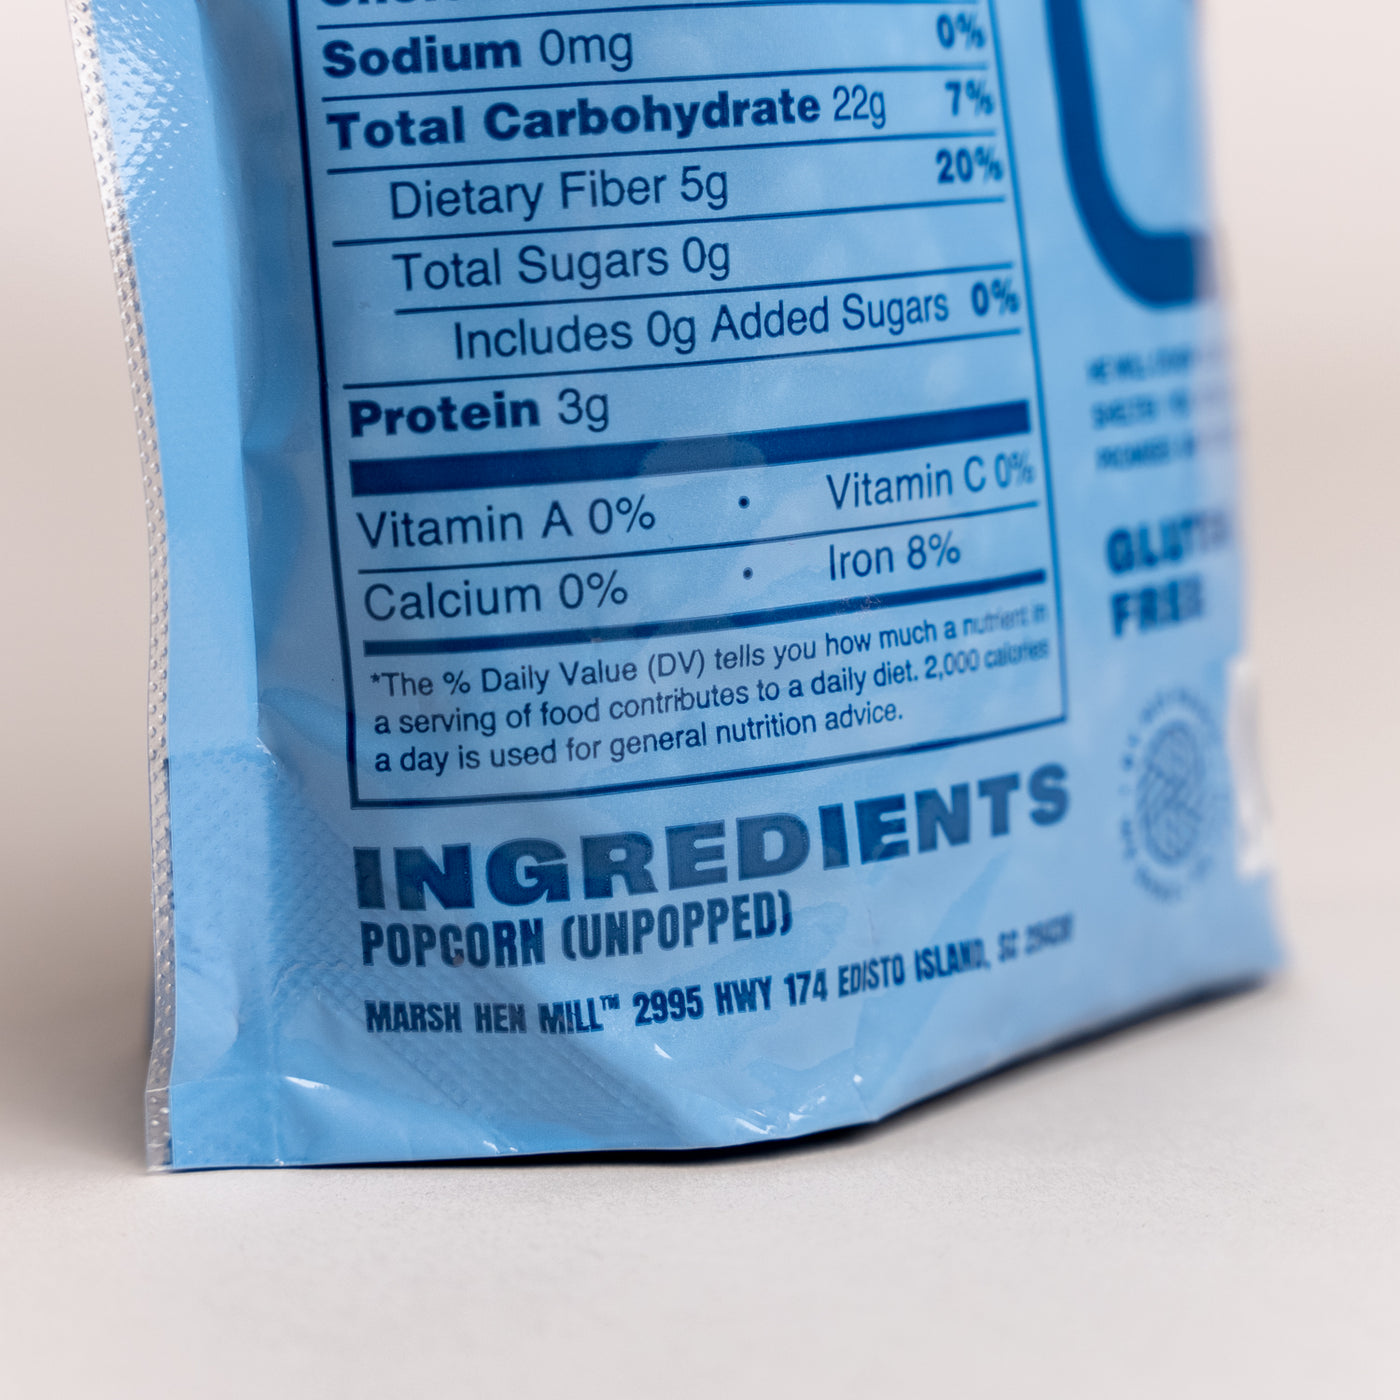 Sodium 0mg 0%
Total Carbohydrate 22g 7%
Dietary Fiber 5g 20%
Total Sugars 0g
Includes 0g Added Sugars 0%
Protein 3g
Vitamin A 0% • Vitamin C 0%
Calcium 0% • Iron 8%
*The % Daily Value (DV) tells you how much a nutrient in
a serving of food contributes to a daily diet. 2,000 calories
a day is used for general nutrition advice.
INGREDIENTS
POPCORN (UNPOPPED)
MARSH HEN MILL™ 2995 HWY 174 EDISTO ISLAND, SC
GLUTEN
FREE